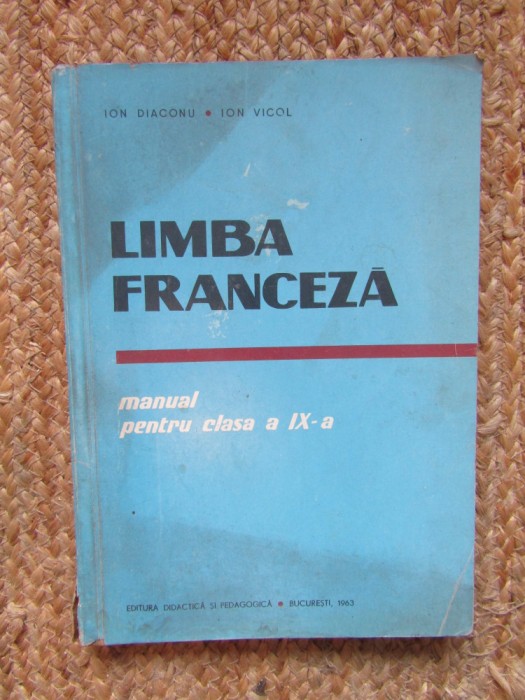 ION DIACONU • ION VICOL
LIMBA
FRANCEZĂ
manual
pentru clasa a IX-a
EDITURA DIDACTICĂ ȘI PEDAGOGICĂ • BUCUREȘTI, 1963